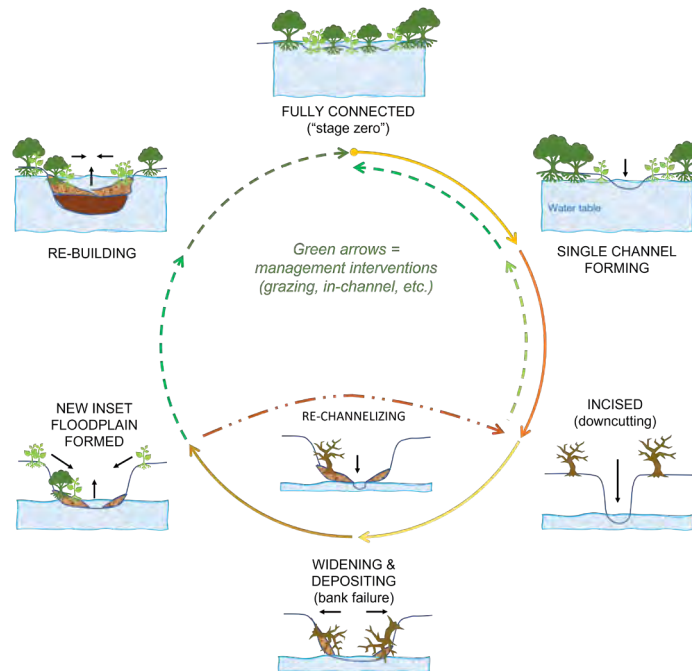 FULLY CONNECTED
("stage zero")
RE-BUILDING
Water table
SINGLE CHANNEL
FORMING
Green arrows =
management interventions
(grazing, in-channel, etc.)
NEW INSET
FLOODPLAIN
FORMED
RE-CHANNELIZING
INCISED
(downcutting)
WIDENING &
DEPOSITING
(bank failure)